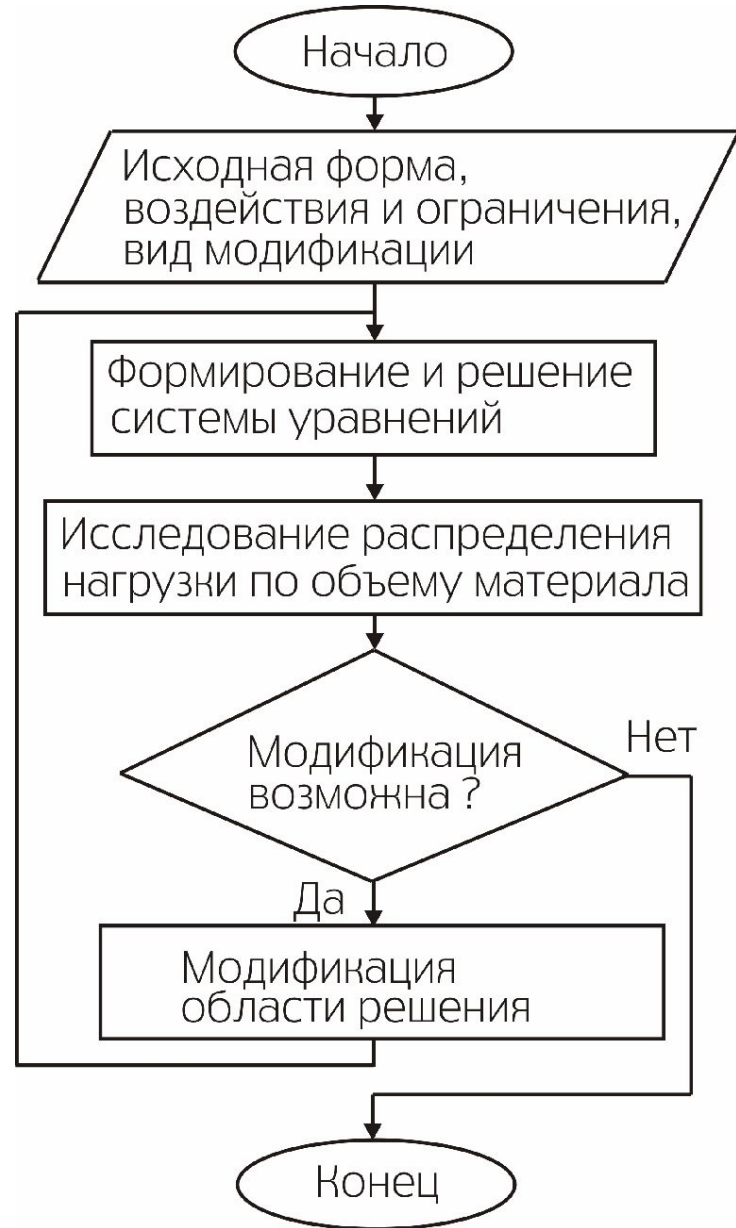 Начало
Исходная форма,
воздействия и ограничения,
вид модификации
Формирование и решение
системы уравнений
Исследование распределения
нагрузки по объему материала
Модификация
возможна ?
Нет
Да
Модификация
области решения
Конец